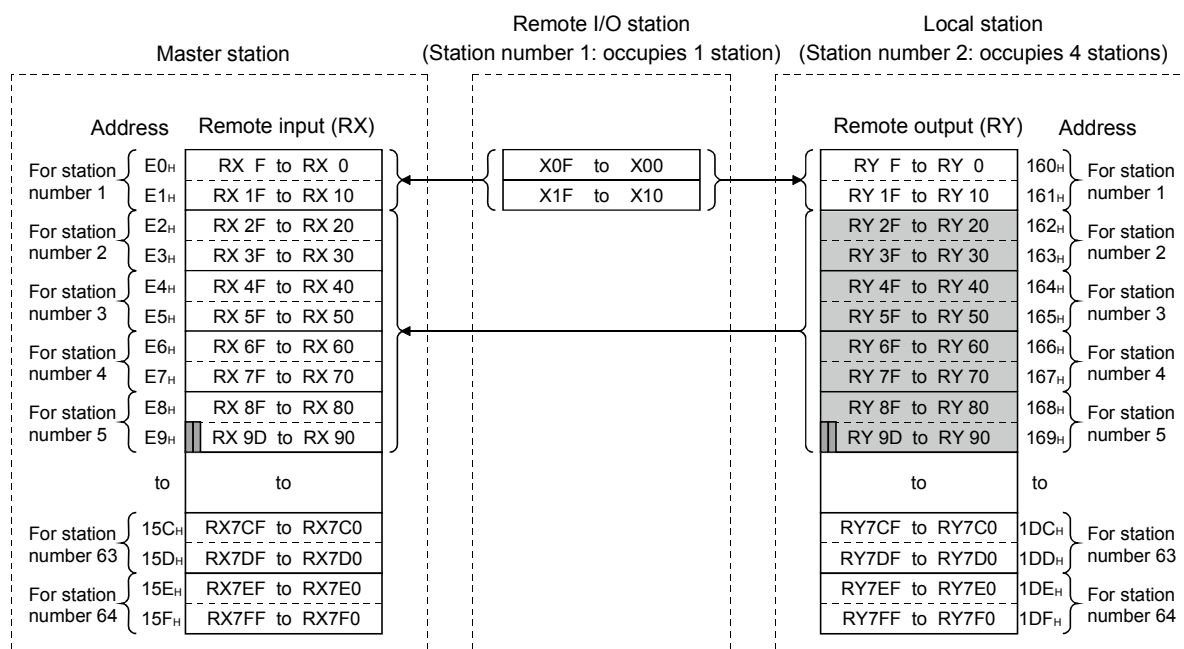 Remote I/O station
Local station
Master station
(Station number 1: occupies 1 station)
(Station number 2: occupies 4 stations)
Address Remote input (RX)
Remote output (RY) Address
For station number 1
E0H RX F to RX 0
E1H RX 1F to RX 10
For station number 2
E2H RX 2F to RX 20
E3H RX 3F to RX 30
For station number 3
E4H RX 4F to RX 40
E5H RX 5F to RX 50
For station number 4
E6H RX 6F to RX 60
E7H RX 7F to RX 70
For station number 5
E8H RX 8F to RX 80
E9H RX 9D to RX 90
to to
For station number 63
15CH RX7CF to RX7C0
15DH RX7DF to RX7D0
For station number 64
15EH RX7EF to RX7E0
15FH RX7FF to RX7F0
X0F to X00
X1F to X10
RY F to RY 0 160H
RY 1F to RY 10 161H
For station number 1
RY 2F to RY 20 162H
RY 3F to RY 30 163H
For station number 2
RY 4F to RY 40 164H
RY 5F to RY 50 165H
For station number 3
RY 6F to RY 60 166H
RY 7F to RY 70 167H
For station number 4
RY 8F to RY 80 168H
RY 9D to RY 90 169H
For station number 5
to to
RY7CF to RY7C0 1DCH
RY7DF to RY7D0 1DDH
For station number 63
RY7EF to RY7E0 1DEH
RY7FF to RY7F0 1DFH
For station number 64